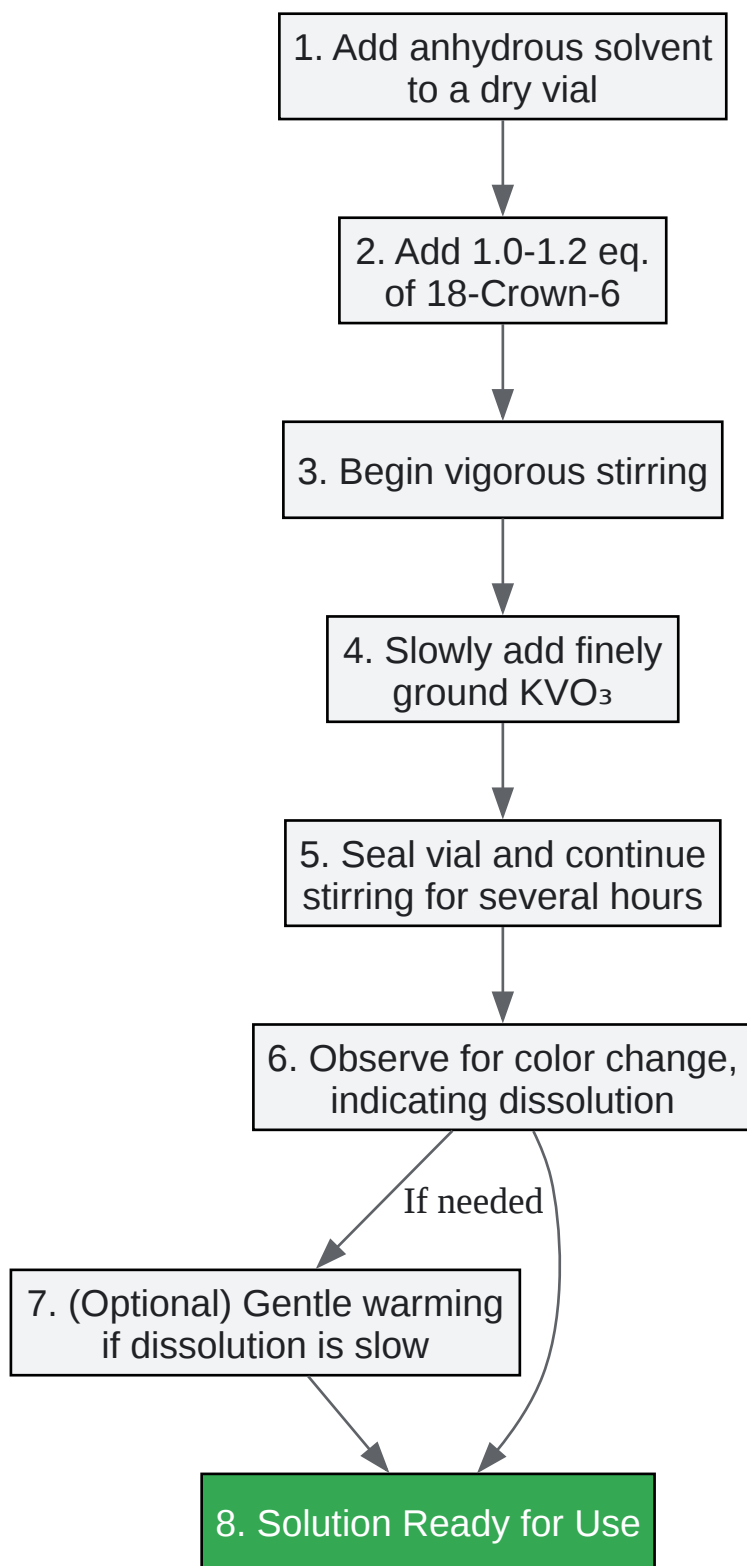 1. Add anhydrous solvent
to a dry vial
2. Add 1.0-1.2 eq.
of 18-Crown-6
3. Begin vigorous stirring
4. Slowly add finely
ground KVO₃
5. Seal vial and continue
stirring for several hours
6. Observe for color change,
indicating dissolution
If needed
7. (Optional) Gentle warming
if dissolution is slow
8. Solution Ready for Use